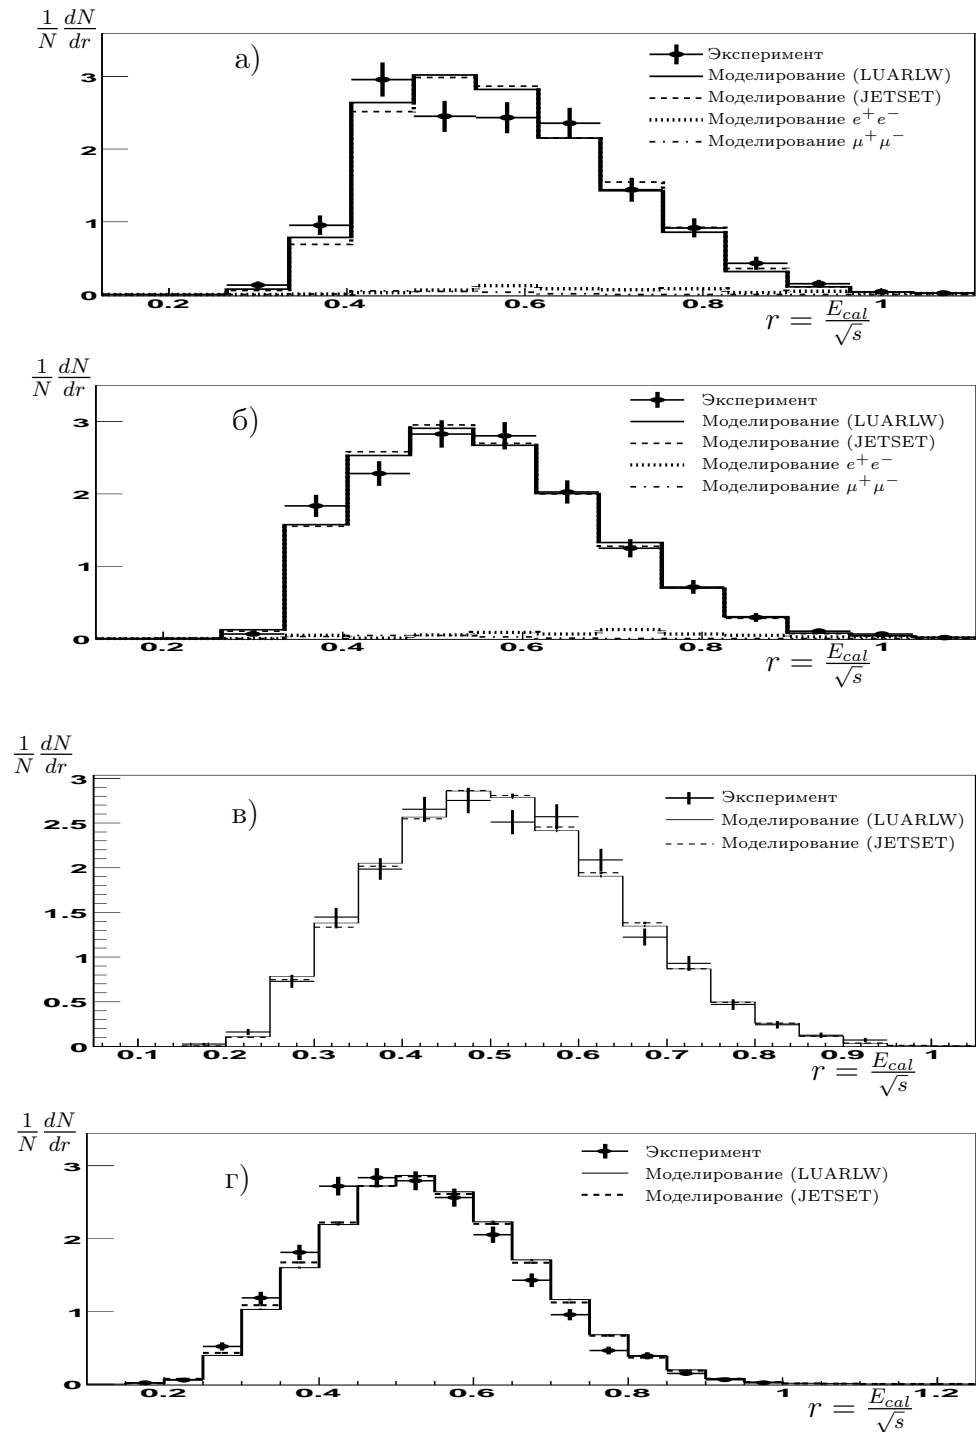 1/N dN/dr
а)
Эксперимент
Моделирование (LUARLW)
Моделирование (JETSET)
Моделирование e⁺e⁻
Моделирование μ⁺μ⁻
3
2
1
0
0.2 0.4 0.6 0.8 1
r = E_cal/√s
1/N dN/dr
б)
Эксперимент
Моделирование (LUARLW)
Моделирование (JETSET)
Моделирование e⁺e⁻
Моделирование μ⁺μ⁻
3
2
1
0
0.2 0.4 0.6 0.8 1
r = E_cal/√s
1/N dN/dr
в)
Эксперимент
Моделирование (LUARLW)
Моделирование (JETSET)
3
2.5
2
1.5
1
0.5
0
0.1 0.2 0.3 0.4 0.5 0.6 0.7 0.8 0.9 1
r = E_cal/√s
1/N dN/dr
г)
Эксперимент
Моделирование (LUARLW)
Моделирование (JETSET)
3
2
1
0
0.2 0.4 0.6 0.8 1 1.2
r = E_cal/√s